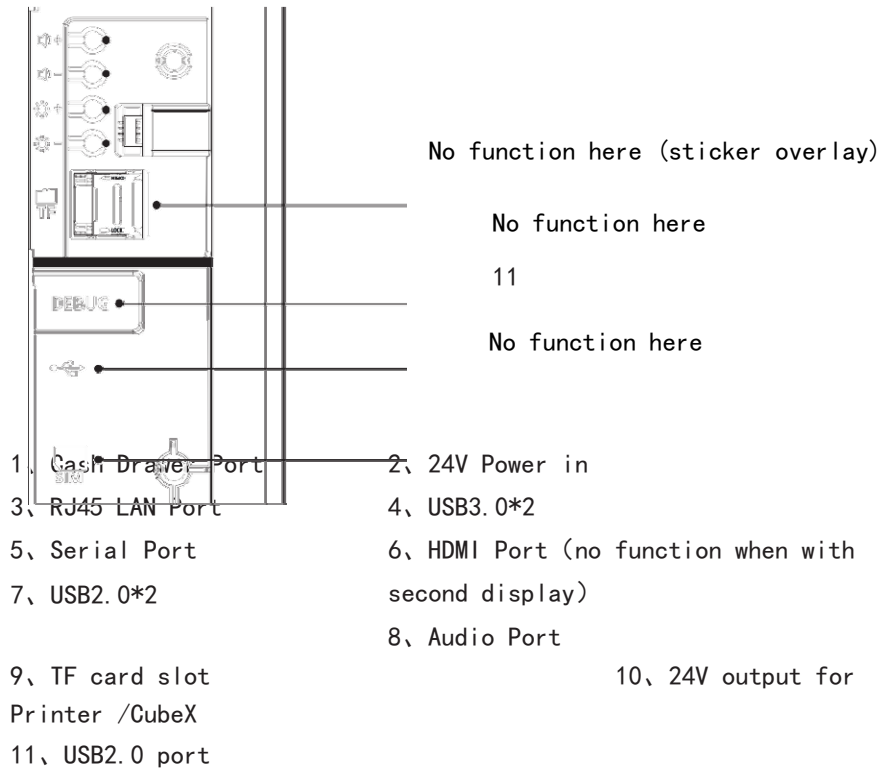 No function here (sticker overlay)
LOCK
No function here
11
DEBUG
No function here
1、Cash Drawer Port 2、24V Power in
SIM
3、RJ45 LAN Port 4、USB3.0*2
5、Serial Port 6、HDMI Port（no function when with
7、USB2.0*2 second display）
8、Audio Port
9、TF card slot 10、24V output for
Printer /CubeX
11、USB2.0 port